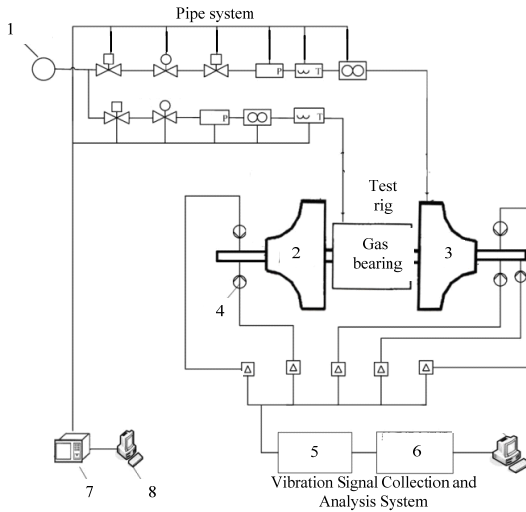 Pipe system
1
P
T
P
T
Test
rig
2
Gas
bearing
3
4
5
6
7
8
Vibration Signal Collection and
Analysis System